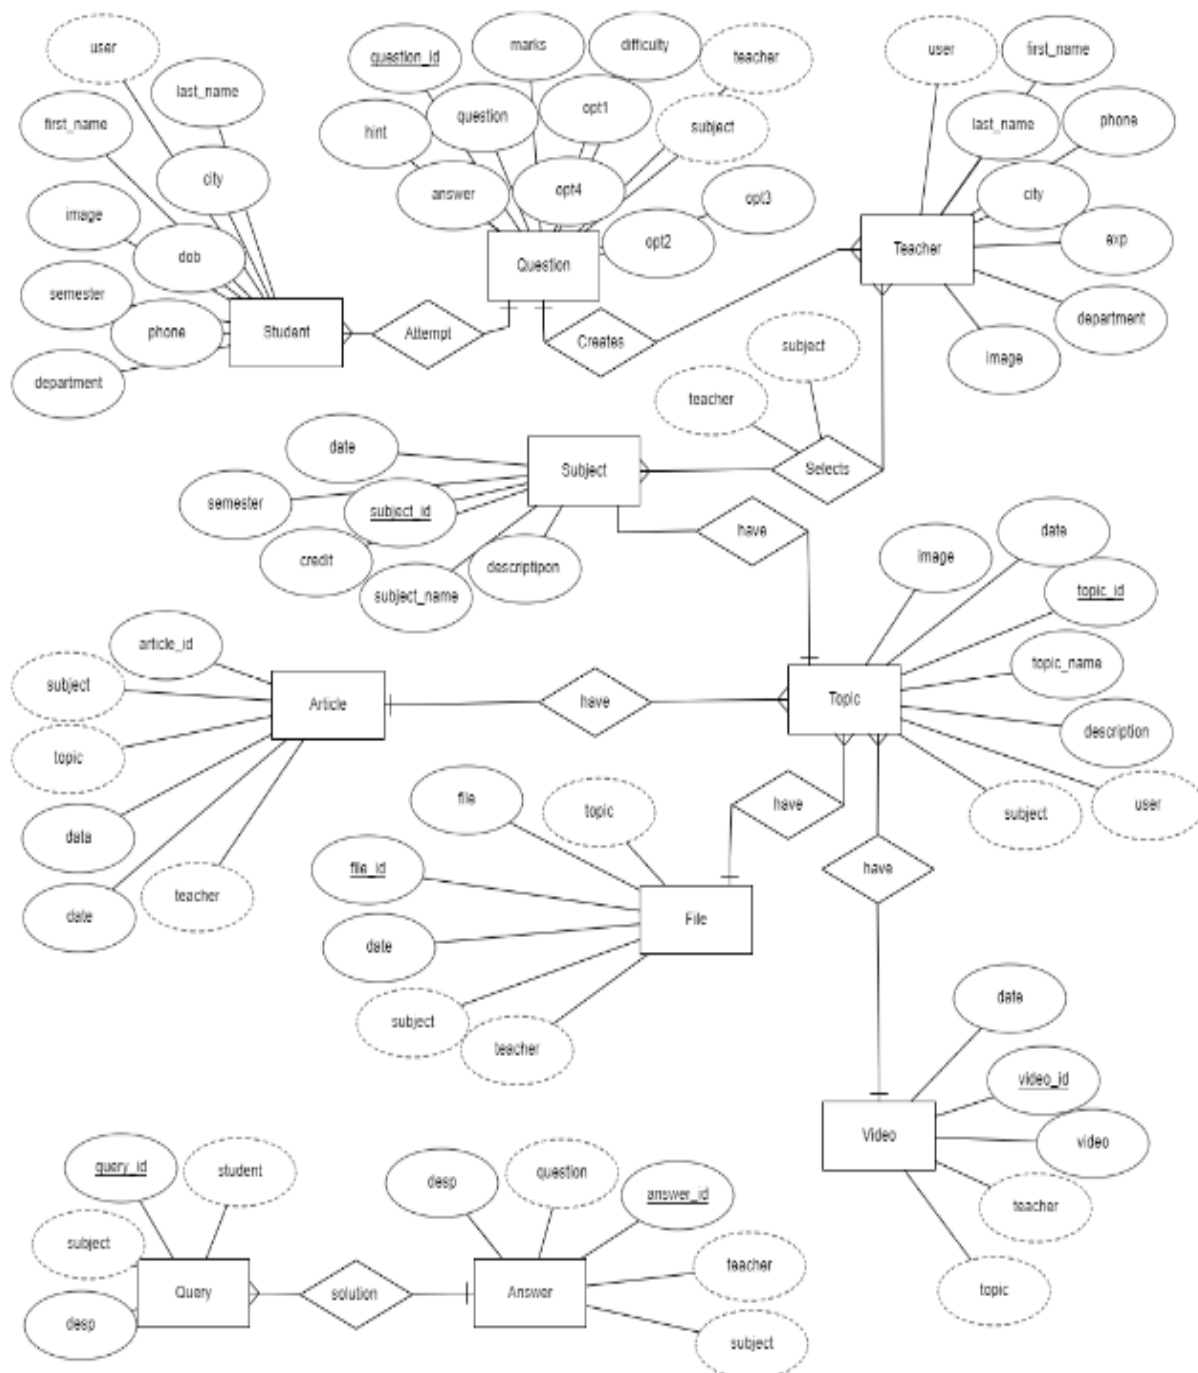 user
last_name
first_name
city
image
dob
semester
phone
department
Student
Attempt
question_id
marks
difficulty
teacher
hint
question
opt1
subject
answer
opt4
opt3
opt2
Question
Creates
user
first_name
last_name
phone
city
exp
department
image
Teacher
subject
teacher
Selects
date
semester
subject_id
credit
subject_name
descriptipon
Subject
have
image
date
topic_id
topic_name
description
user
subject
Topic
article_id
subject
topic
data
date
teacher
Article
have
file
topic
file_id
date
subject
teacher
File
have
have
date
video_id
video
teacher
topic
Video
query_id
student
subject
desp
Query
solution
desp
question
answer_id
teacher
subject
Answer